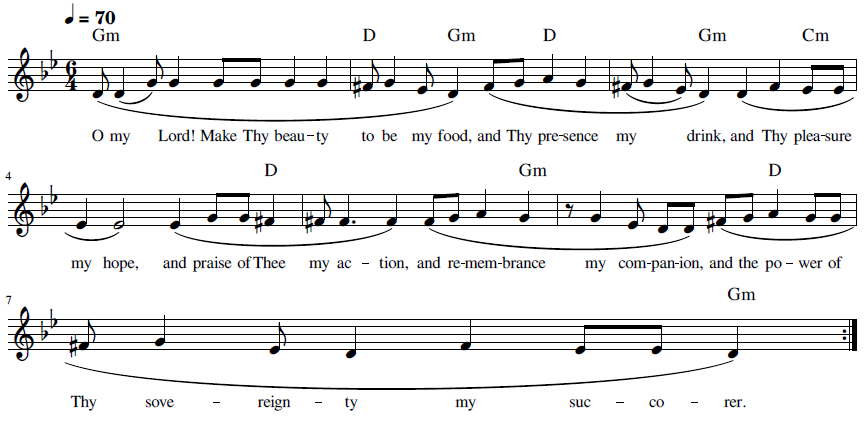 ♩ = 70
Gm D Gm D Gm Cm
6
4
O my Lord! Make Thy beau-ty to be my food, and Thy pre-sence my drink, and Thy plea-sure
4
D Gm D
my hope, and praise of Thee my ac - tion, and re-mem-brance my com-pan-ion, and the po-wer of
7
Gm
Thy sove - reign - ty my suc - co - rer.